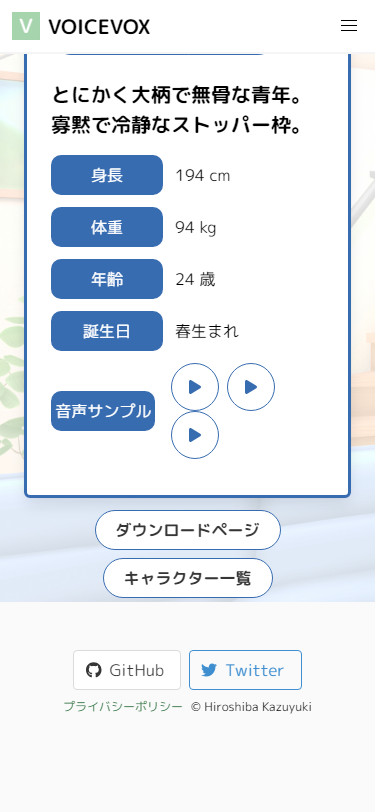 VOICEVOX
とにかく大柄で無骨な青年。
寡黙で冷静なストッパー枠。
身長 194 cm
体重 94 kg
年齢 24 歳
誕生日 春生まれ
音声サンプル
ダウンロードページ
キャラクター一覧
GitHub Twitter
プライバシーポリシー © Hiroshiba Kazuyuki